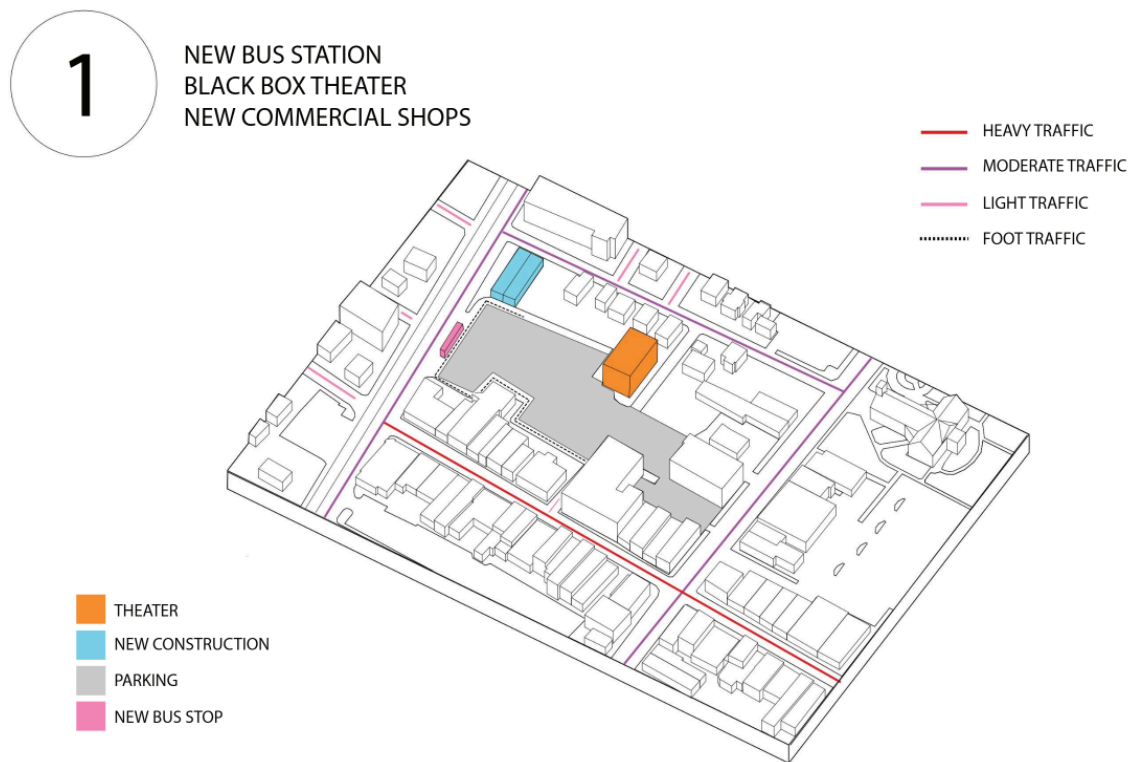 1
NEW BUS STATION
BLACK BOX THEATER
NEW COMMERCIAL SHOPS
HEAVY TRAFFIC
MODERATE TRAFFIC
LIGHT TRAFFIC
FOOT TRAFFIC
THEATER
NEW CONSTRUCTION
PARKING
NEW BUS STOP